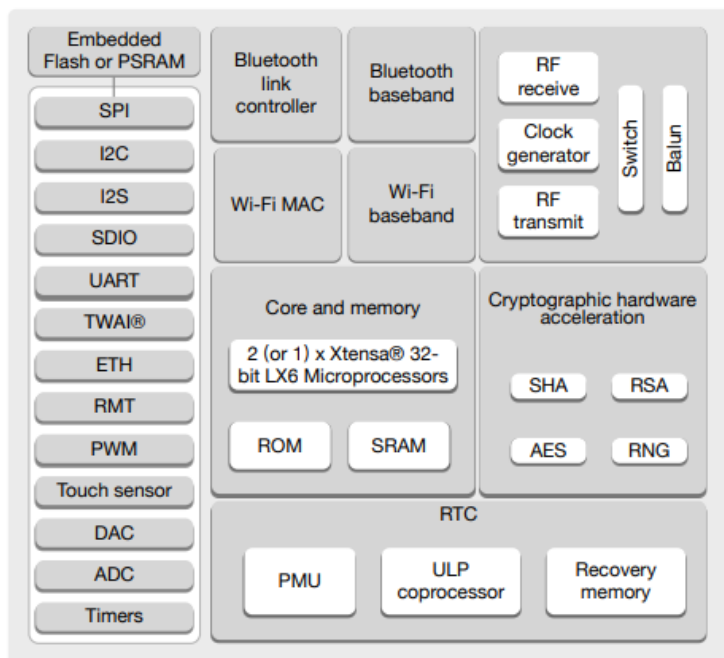 Embedded
Flash or PSRAM
SPI
I2C
I2S
SDIO
UART
TWAI®
ETH
RMT
PWM
Touch sensor
DAC
ADC
Timers
Bluetooth
link
controller
Bluetooth
baseband
Wi-Fi MAC
Wi-Fi
baseband
RF
receive
Clock
generator
RF
transmit
Switch
Balun
Core and memory
2 (or 1) x Xtensa® 32-
bit LX6 Microprocessors
ROM
SRAM
Cryptographic hardware
acceleration
SHA
RSA
AES
RNG
RTC
PMU
ULP
coprocessor
Recovery
memory